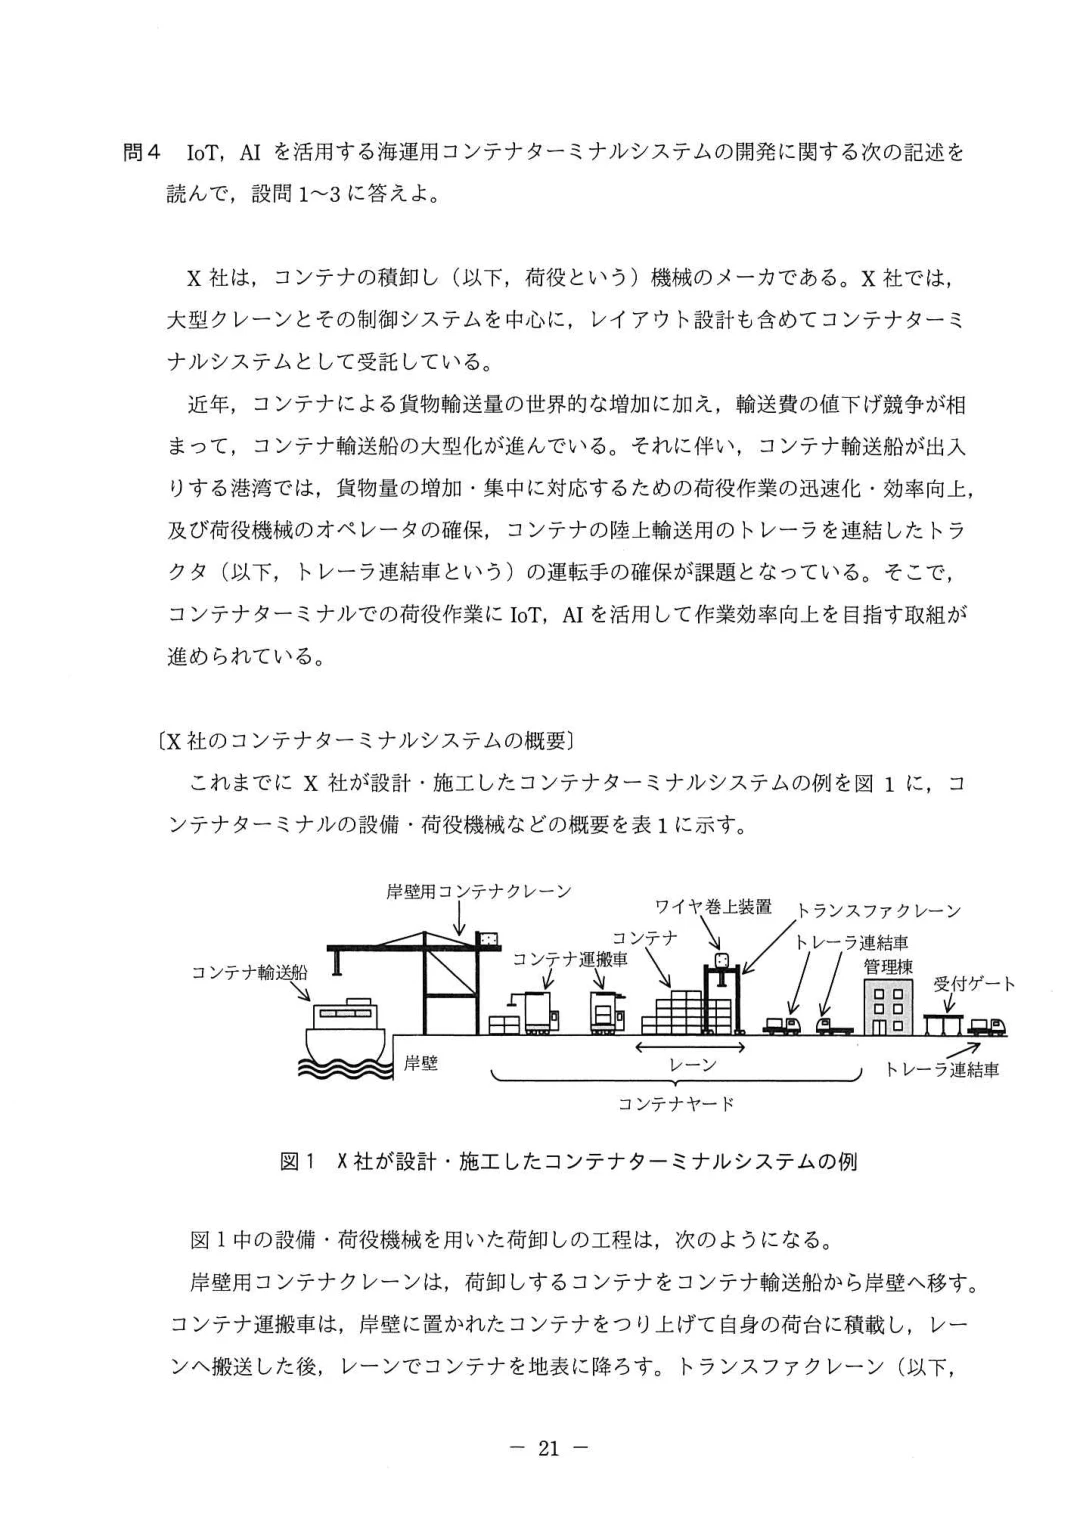 問4　IoT，AI を活用する海運用コンテナターミナルシステムの開発に関する次の記述を
読んで，設問 1～3 に答えよ。
X 社は，コンテナの積卸し（以下，荷役という）機械のメーカである。X 社では，
大型クレーンとその制御システムを中心に，レイアウト設計も含めてコンテナターミ
ナルシステムとして受託している。
近年，コンテナによる貨物輸送量の世界的な増加に加え，輸送費の値下げ競争が相
まって，コンテナ輸送船の大型化が進んでいる。それに伴い，コンテナ輸送船が出入
りする港湾では，貨物量の増加・集中に対応するための荷役作業の迅速化・効率向上，
及び荷役機械のオペレータの確保，コンテナの陸上輸送用のトレーラを連結したトラ
クタ（以下，トレーラ連結車という）の運転手の確保が課題となっている。そこで，
コンテナターミナルでの荷役作業に IoT，AI を活用して作業効率向上を目指す取組が
進められている。
〔X 社のコンテナターミナルシステムの概要〕
これまでに X 社が設計・施工したコンテナターミナルシステムの例を図 1 に，コ
ンテナターミナルの設備・荷役機械などの概要を表 1 に示す。
岸壁用コンテナクレーン
ワイヤ巻上装置
トランスファクレーン
コンテナ
トレーラ連結車
コンテナ運搬車
管理棟
コンテナ輸送船
受付ゲート
岸壁
レーン
トレーラ連結車
コンテナヤード
図 1　X 社が設計・施工したコンテナターミナルシステムの例
図 1 中の設備・荷役機械を用いた荷卸しの工程は，次のようになる。
岸壁用コンテナクレーンは，荷卸しするコンテナをコンテナ輸送船から岸壁へ移す。
コンテナ運搬車は，岸壁に置かれたコンテナをつり上げて自身の荷台に積載し，レー
ンへ搬送した後，レーンでコンテナを地表に降ろす。トランスファクレーン（以下，
－ 21 －